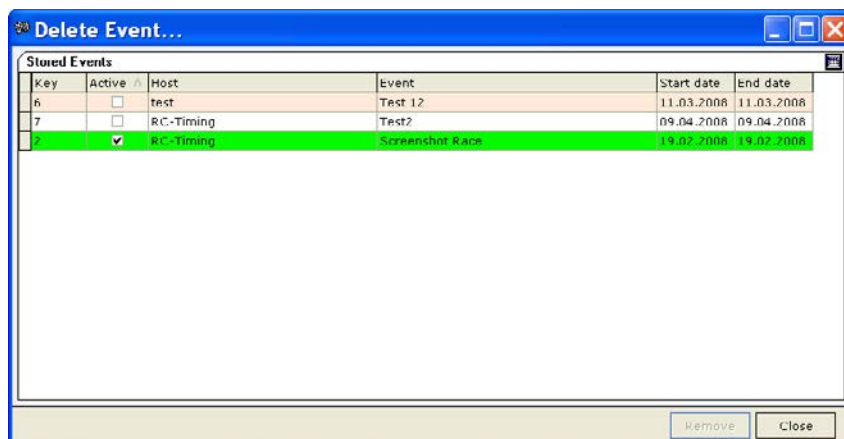 Delete Event...
Stored Events
Key Active Host Event Start date End date
6 test Test 12 11.03.2008 11.03.2008
7 RC-Timing Test2 09.04.2008 09.04.2008
2 RC-Timing Screenshot Race 19.02.2008 19.02.2008
Remove Close